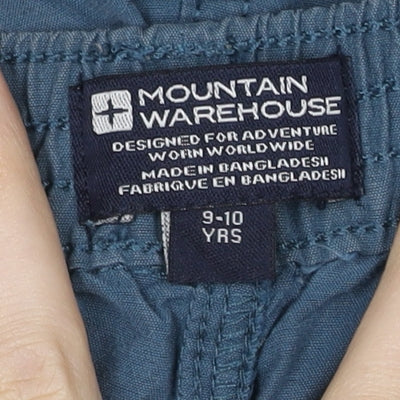 MOUNTAIN
WAREHOUSE
DESIGNED FOR ADVENTURE
WORN WORLDWIDE
MADE IN BANGLADESH
FABRIQUE EN BANGLADESH
9-10
YRS